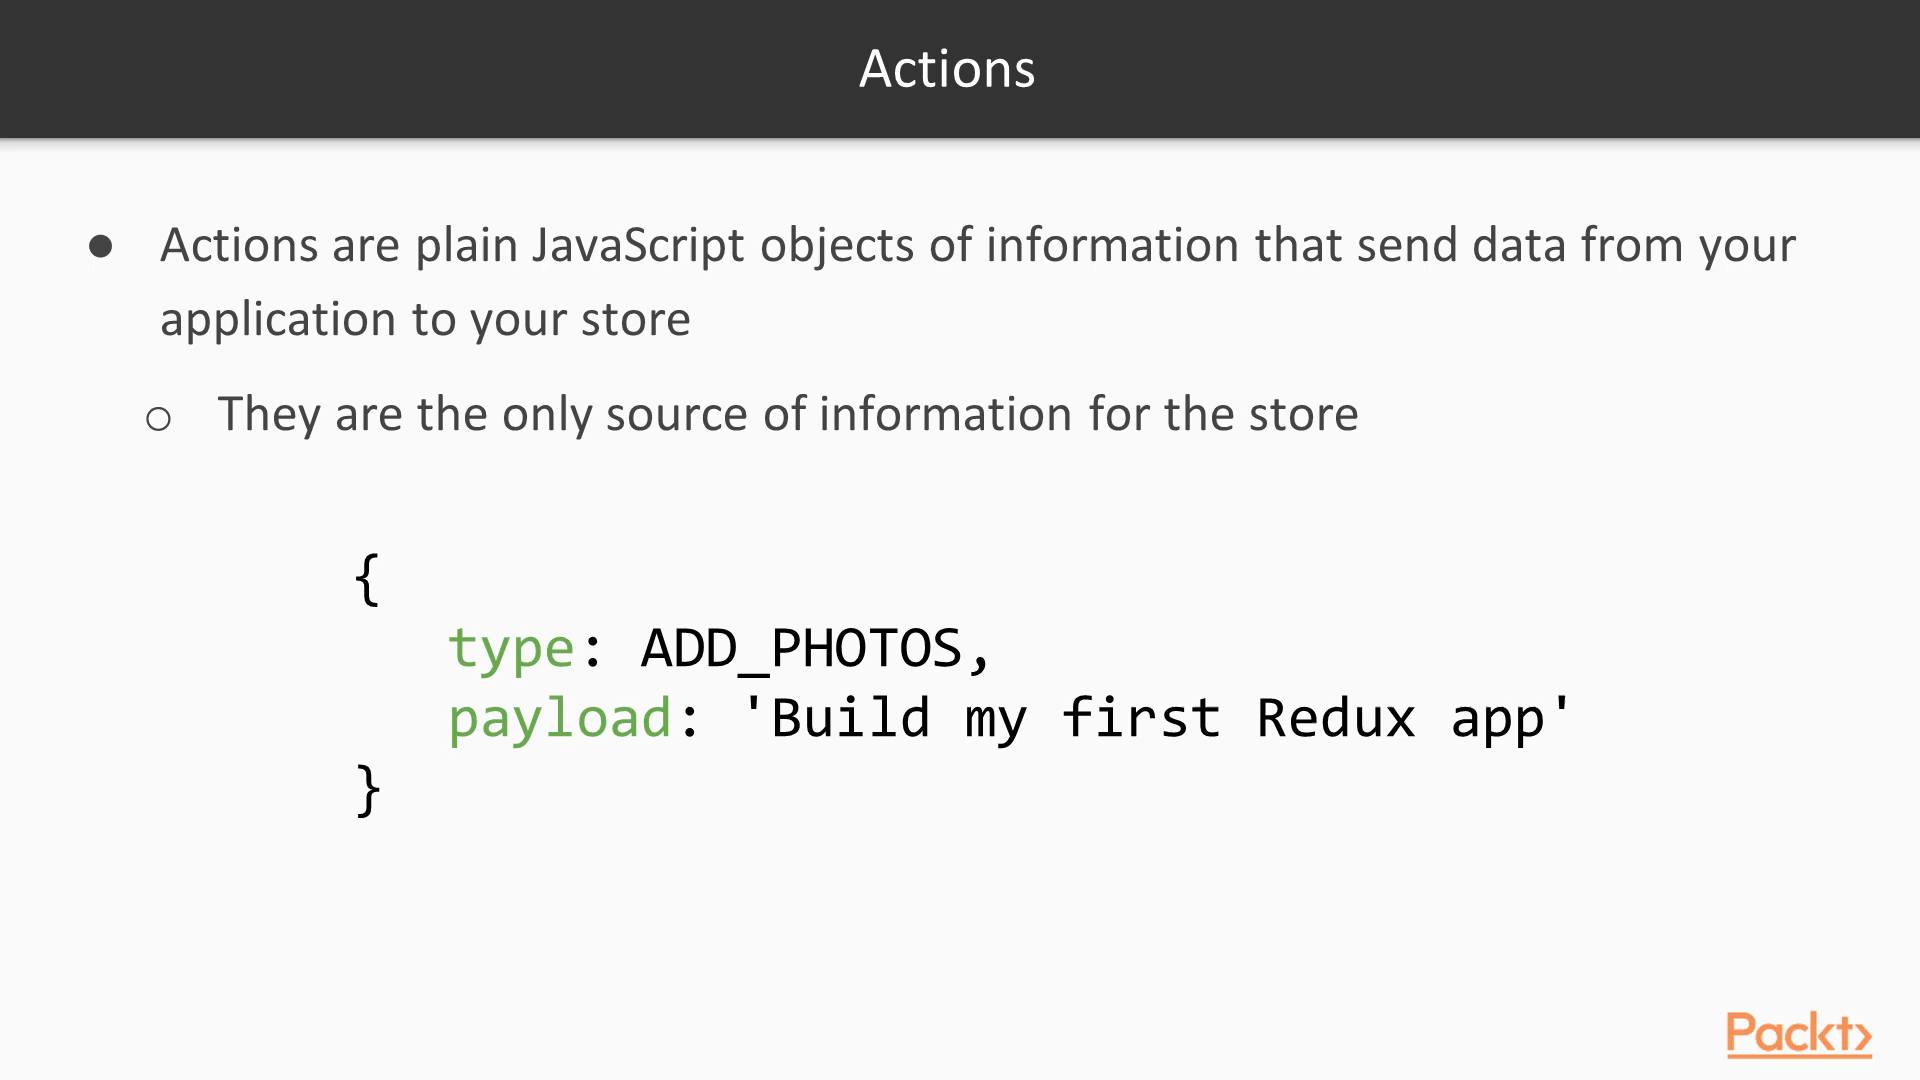 Actions
● Actions are plain JavaScript objects of information that send data from your
application to your store
○ They are the only source of information for the store
{
type: ADD_PHOTOS,
payload: 'Build my first Redux app'
}
Packt>